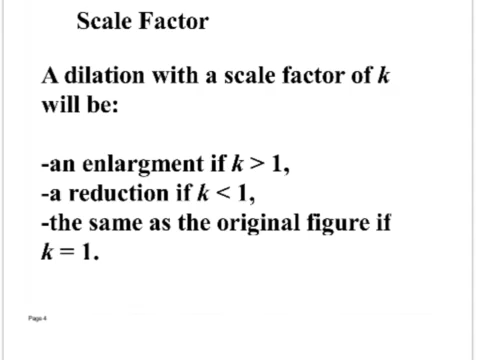 Scale Factor
A dilation with a scale factor of k
will be:
-an enlargment if k > 1,
-a reduction if k < 1,
-the same as the original figure if
k = 1.
Page 4